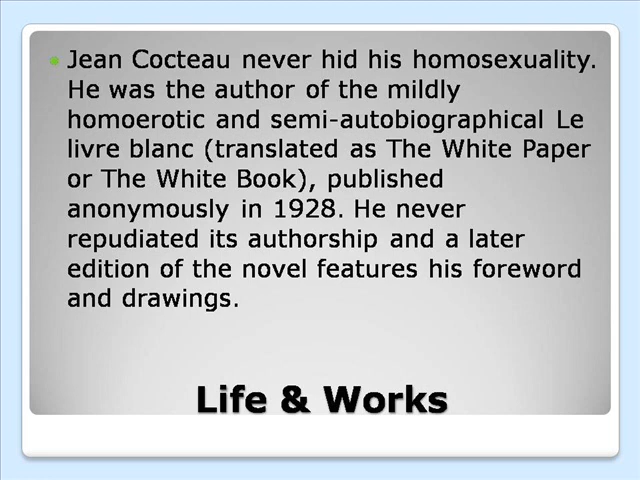 Jean Cocteau never hid his homosexuality.
He was the author of the mildly
homoerotic and semi-autobiographical Le
livre blanc (translated as The White Paper
or The White Book), published
anonymously in 1928. He never
repudiated its authorship and a later
edition of the novel features his foreword
and drawings.
Life & Works